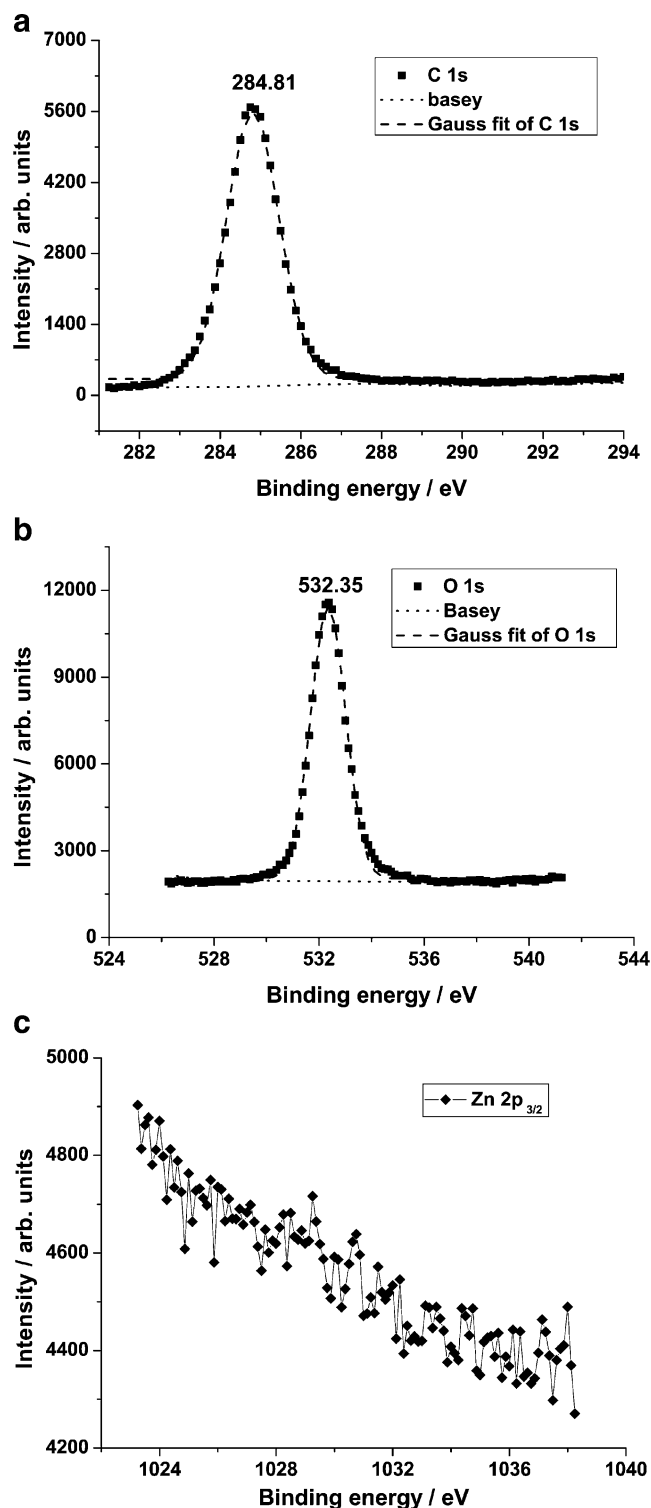 a
7000
5600
4200
2800
1400
0
Intensity / arb. units
284.81
C 1s
basey
Gauss fit of C 1s
282 284 286 288 290 292 294
Binding energy / eV
b
12000
9000
6000
3000
0
Intensity / arb. units
532.35
O 1s
Basey
Gauss fit of O 1s
524 528 532 536 540 544
Binding energy / eV
c
5000
4800
4600
4400
4200
Intensity / arb. units
Zn 2p 3/2
1024 1028 1032 1036 1040
Binding energy / eV